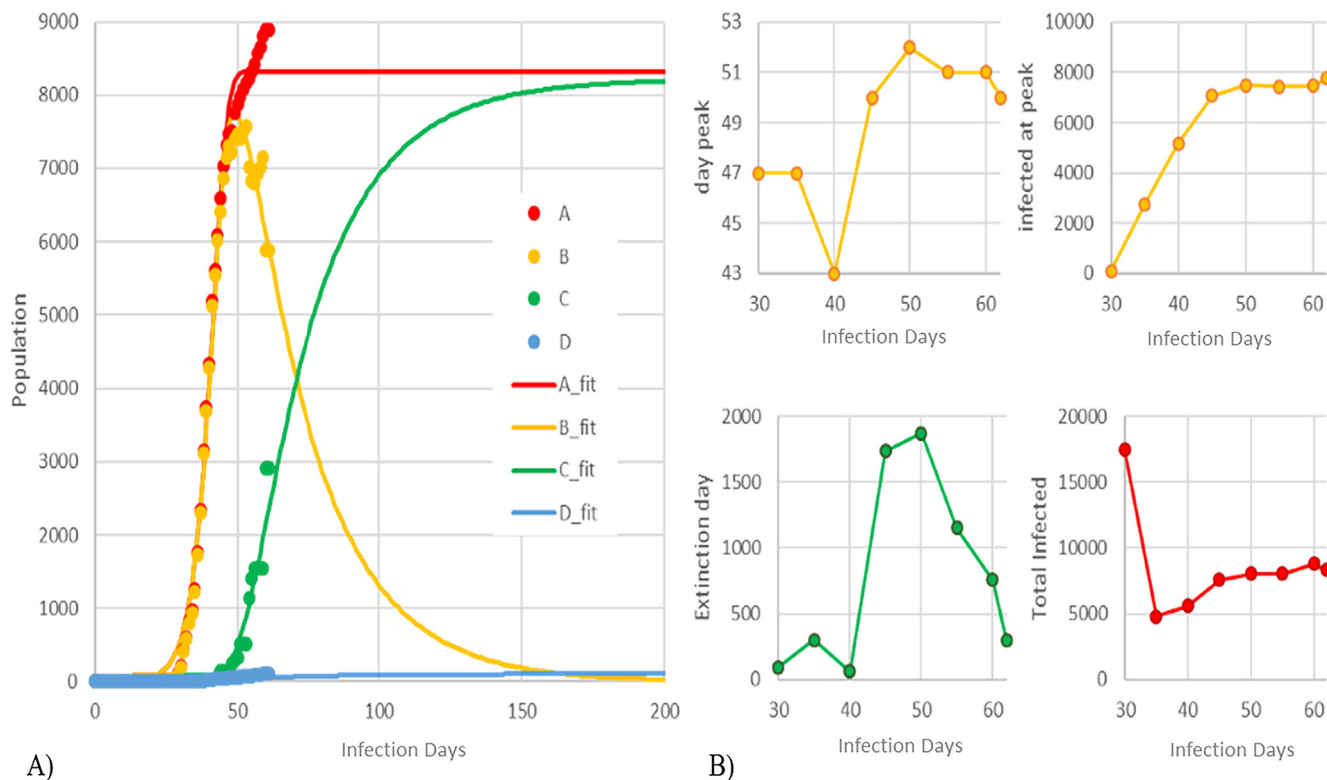 9000
8000
7000
6000
5000
4000
3000
2000
1000
0
Population
0 50 100 150 200
Infection Days
A
B
C
D
A_fit
B_fit
C_fit
D_fit
A)
53
51
49
47
45
43
day peak
30 40 50 60
Infection Days
10000
8000
6000
4000
2000
0
infected at peak
30 40 50 60
Infection Days
2000
1500
1000
500
0
Extinction day
30 40 50 60
Infection Days
20000
15000
10000
5000
0
Total Infected
30 40 50 60
Infection Days
B)